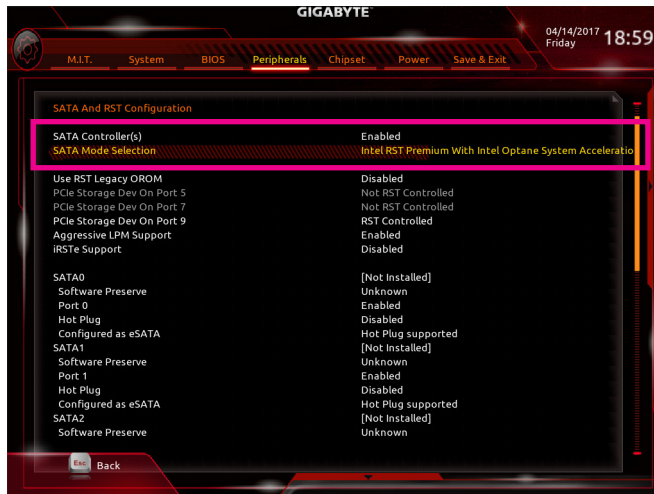 GIGABYTE™
04/14/2017 18:59
Friday
M.I.T. System BIOS Peripherals Chipset Power Save & Exit
SATA And RST Configuration
SATA Controller(s) Enabled
SATA Mode Selection Intel RST Premium With Intel Optane System Acceleratio
Use RST Legacy OROM Disabled
PCIe Storage Dev On Port 5 Not RST Controlled
PCIe Storage Dev On Port 7 Not RST Controlled
PCIe Storage Dev On Port 9 RST Controlled
Aggressive LPM Support Enabled
iRSTe Support Disabled
SATA0 [Not Installed]
Software Preserve Unknown
Port 0 Enabled
Hot Plug Disabled
Configured as eSATA Hot Plug supported
SATA1 [Not Installed]
Software Preserve Unknown
Port 1 Enabled
Hot Plug Disabled
Configured as eSATA Hot Plug supported
SATA2 [Not Installed]
Software Preserve Unknown
Esc Back